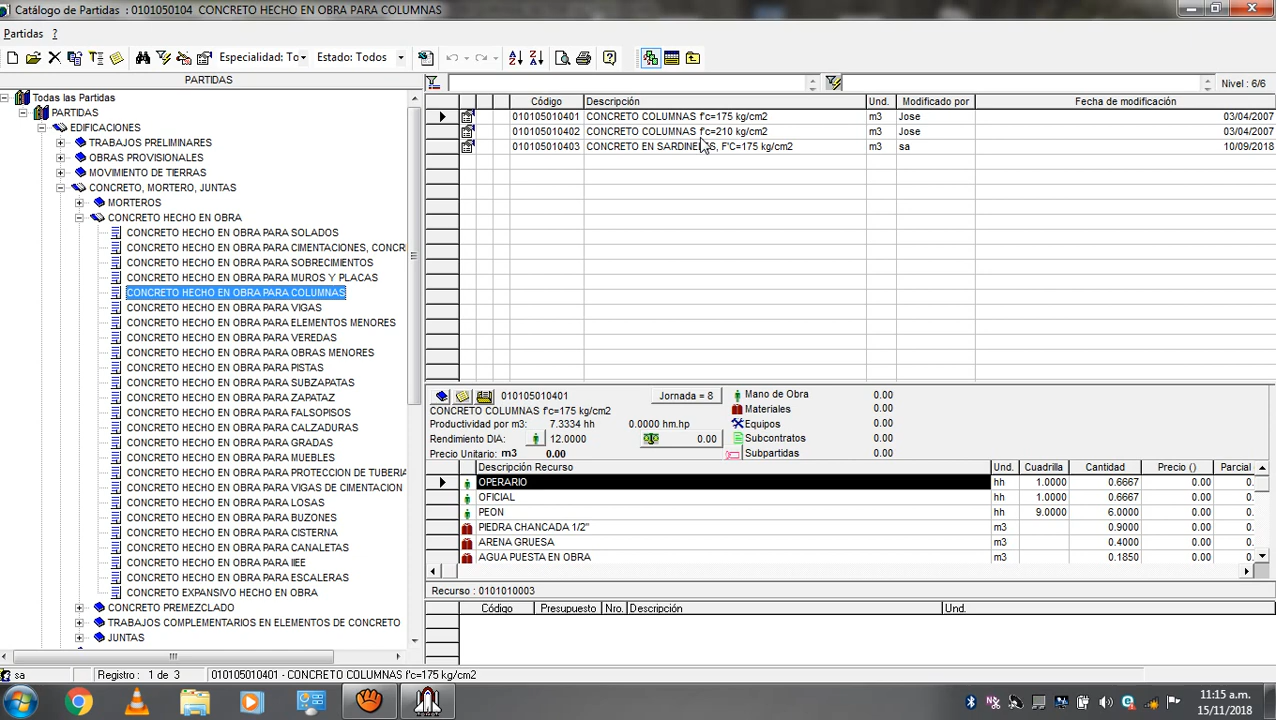 Catálogo de Partidas : 0101050104 CONCRETO HECHO EN OBRA PARA COLUMNAS
Partidas ?
Especialidad: To Estado: Todos
PARTIDAS
Nivel : 6/6
Todas las Partidas
PARTIDAS
EDIFICACIONES
TRABAJOS PRELIMINARES
OBRAS PROVISIONALES
MOVIMIENTO DE TIERRAS
CONCRETO, MORTERO, JUNTAS
MORTEROS
CONCRETO HECHO EN OBRA
CONCRETO HECHO EN OBRA PARA SOLADOS
CONCRETO HECHO EN OBRA PARA CIMENTACIONES, CONCR
CONCRETO HECHO EN OBRA PARA SOBRECIMIENTOS
CONCRETO HECHO EN OBRA PARA MUROS Y PLACAS
CONCRETO HECHO EN OBRA PARA COLUMNAS
CONCRETO HECHO EN OBRA PARA VIGAS
CONCRETO HECHO EN OBRA PARA ELEMENTOS MENORES
CONCRETO HECHO EN OBRA PARA VEREDAS
CONCRETO HECHO EN OBRA PARA OBRAS MENORES
CONCRETO HECHO EN OBRA PARA PISTAS
CONCRETO HECHO EN OBRA PARA SUBZAPATAS
CONCRETO HECHO EN OBRA PARA ZAPATAZ
CONCRETO HECHO EN OBRA PARA FALSOPISOS
CONCRETO HECHO EN OBRA PARA CALZADURAS
CONCRETO HECHO EN OBRA PARA GRADAS
CONCRETO HECHO EN OBRA PARA MUEBLES
CONCRETO HECHO EN OBRA PARA PROTECCION DE TUBERIA
CONCRETO HECHO EN OBRA PARA VIGAS DE CIMENTACION
CONCRETO HECHO EN OBRA PARA LOSAS
CONCRETO HECHO EN OBRA PARA BUZONES
CONCRETO HECHO EN OBRA PARA CISTERNA
CONCRETO HECHO EN OBRA PARA CANALETAS
CONCRETO HECHO EN OBRA PARA IIEE
CONCRETO HECHO EN OBRA PARA ESCALERAS
CONCRETO EXPANSIVO HECHO EN OBRA
CONCRETO PREMEZCLADO
TRABAJOS COMPLEMENTARIOS EN ELEMENTOS DE CONCRETO
JUNTAS
Código Descripción Und. Modificado por Fecha de modificación
010105010401 CONCRETO COLUMNAS f'c=175 kg/cm2 m3 Jose 03/04/2007
010105010402 CONCRETO COLUMNAS f'c=210 kg/cm2 m3 Jose 03/04/2007
010105010403 CONCRETO EN SARDINELES, F'C=175 kg/cm2 m3 sa 10/09/2018
010105010401 Jornada = 8 Mano de Obra 0.00
CONCRETO COLUMNAS f'c=175 kg/cm2 Materiales 0.00
Productividad por m3: 7.3334 hh 0.0000 hm.hp Equipos 0.00
Rendimiento DIA: 12.0000 0.00 Subcontratos 0.00
Precio Unitario: m3 0.00 Subpartidas 0.00
Descripción Recurso Und. Cuadrilla Cantidad Precio () Parcial
OPERARIO hh 1.0000 0.6667 0.00 0.
OFICIAL hh 1.0000 0.6667 0.00 0.
PEON hh 9.0000 6.0000 0.00 0.
PIEDRA CHANCADA 1/2" m3 0.9000 0.00 0.
ARENA GRUESA m3 0.4000 0.00 0.
AGUA PUESTA EN OBRA m3 0.1850 0.00 0.
Recurso : 0101010003
Código Presupuesto Nro. Descripción Und.
sa Registro : 1 de 3 010105010401 - CONCRETO COLUMNAS f'c=175 kg/cm2
11:15 a.m.
15/11/2018